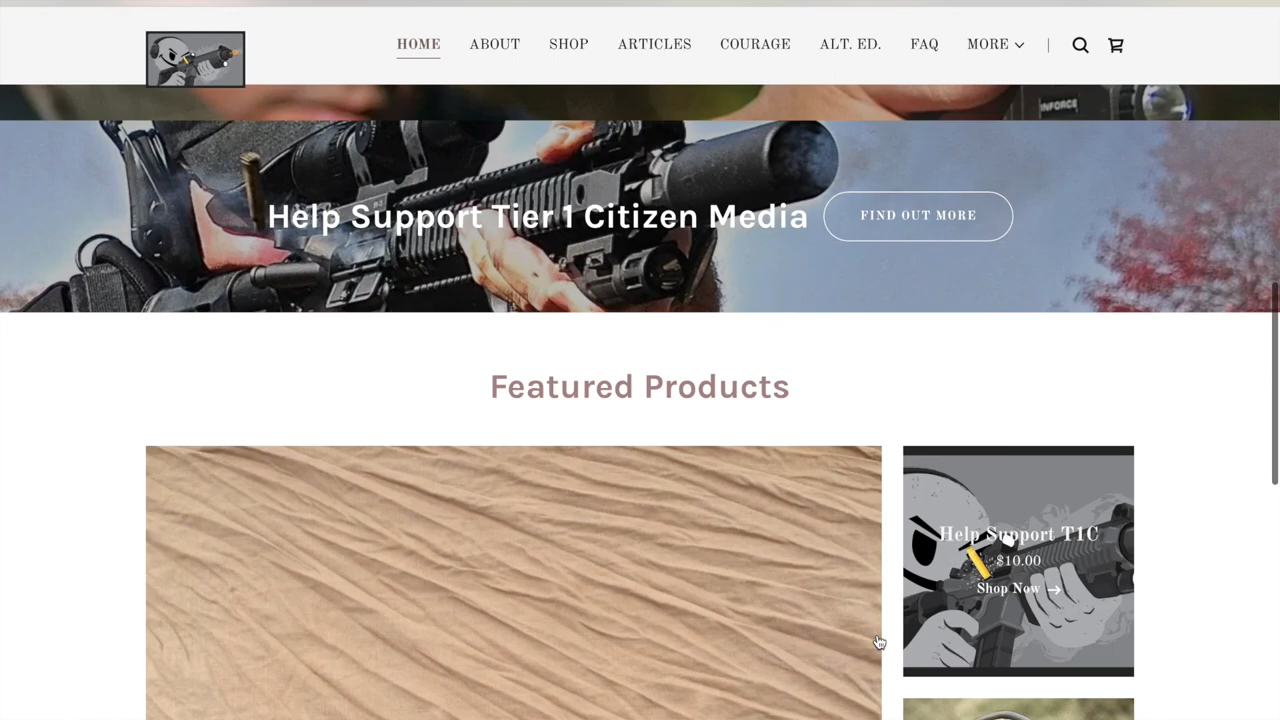 HOME ABOUT SHOP ARTICLES COURAGE ALT. ED. FAQ MORE
INFORCE
Help Support Tier 1 Citizen Media FIND OUT MORE
Featured Products
Help Support T1C
$10.00
Shop Now →